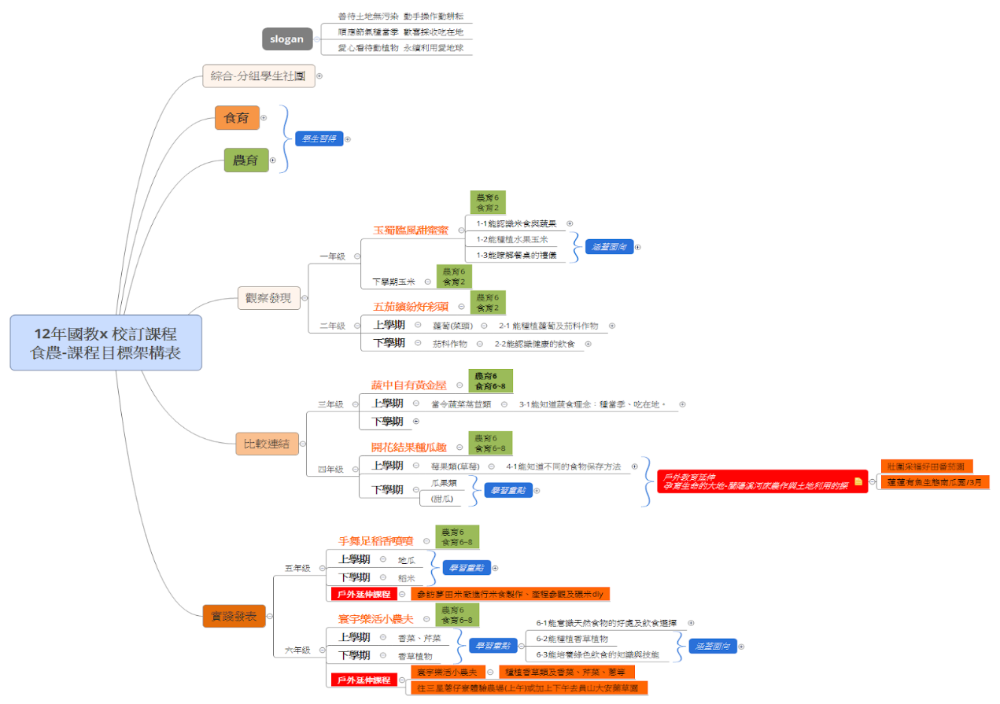 善待土地無污染 動手操作勤耕耘
slogan
順應節氣種當季 歡喜採收吃在地
愛心看待動植物 永續利用愛地球
綜合-分組學生社團
食育
學生習得
農育
12年國教x 校訂課程
食農-課程目標架構表
觀察發現
一年級
玉蜀臨風甜蜜蜜
農育6
食育2
1-1能認識米食與蔬果
1-2能種植水果玉米
1-3能瞭解餐桌的禮儀
涵蓋面向
下學期玉米
農育6
食育2
二年級
五茄繽紛好彩頭
農育6
食育2
上學期
蘿蔔(菜頭)
2-1 能種植蘿蔔及茄科作物
下學期
茄科作物
2-2能認識健康的飲食
比較連結
三年級
蔬中自有黃金屋
農育6
食育6~8
上學期
當令蔬菜萵苣類
3-1能知道蔬食理念：種當季、吃在地。
下學期
四年級
開花結果種瓜趣
農育6
食育6~8
上學期
莓果類(草莓)
4-1能知道不同的食物保存方法
下學期
瓜果類
(甜瓜)
學習重點
戶外教育延伸
孕育生命的大地-蘭陽溪河床農作與土地利用的探
壯圍采福好田番茄園
蓮蓮有魚生態南瓜園/3月
實踐發表
五年級
手舞足稻香噴噴
農育6
食育6~8
上學期
地瓜
下學期
稻米
學習重點
戶外延伸課程
參訪夢田米廠進行米食製作、產程參觀及碾米diy
六年級
寰宇樂活小農夫
農育6
食育6~8
上學期
香菜、芹菜
下學期
香草植物
學習重點
6-1能意識天然食物的好處及飲食選擇
6-2能種植香草植物
6-3能培養綠色飲食的知識與技能
涵蓋面向
戶外延伸課程
寰宇樂活小農夫
種植香草類及香菜、芹菜、蔥等
往三星蔥仔寮體驗農場(上午)或加上下午去員山大安藥草園